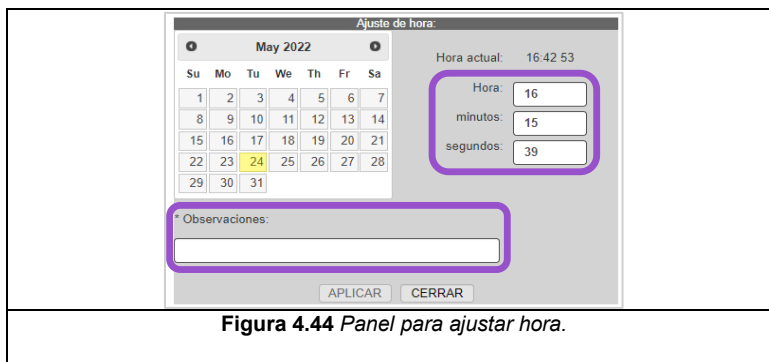 Ajuste de hora:
May 2022
Su Mo Tu We Th Fr Sa
1 2 3 4 5 6 7
8 9 10 11 12 13 14
15 16 17 18 19 20 21
22 23 24 25 26 27 28
29 30 31
Hora actual: 16:42 53
Hora: 16
minutos: 15
segundos: 39
* Observaciones:
APLICAR CERRAR
Figura 4.44 Panel para ajustar hora.